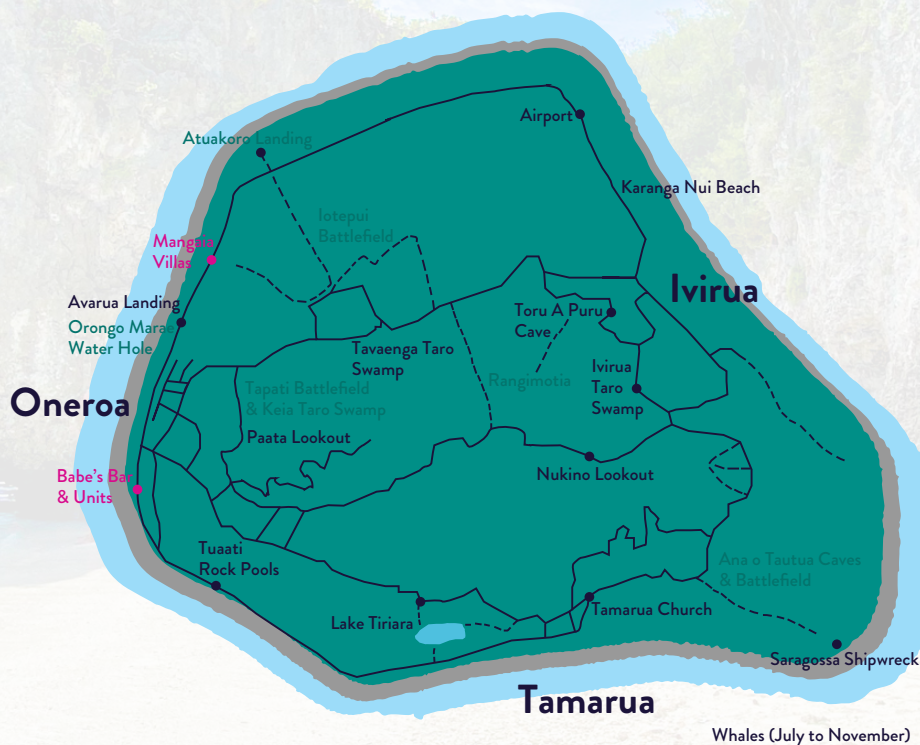 Airport
Atuakoro Landing
Karanga Nui Beach
Iotepui
Battlefield
Mangaia
Villas
Ivirua
Avarua Landing
Orongo Marae
Water Hole
Toru A Puru
Cave
Tavaenga Taro
Swamp
Ivirua
Taro
Swamp
Rangimotia
Tapati Battlefield
& Keia Taro Swamp
Oneroa
Paata Lookout
Nukino Lookout
Babe's Bar
& Units
Tuaati
Rock Pools
Ana o Tautua Caves
& Battlefield
Tamarua Church
Lake Tiriara
Saragossa Shipwreck
Tamarua
Whales (July to November)